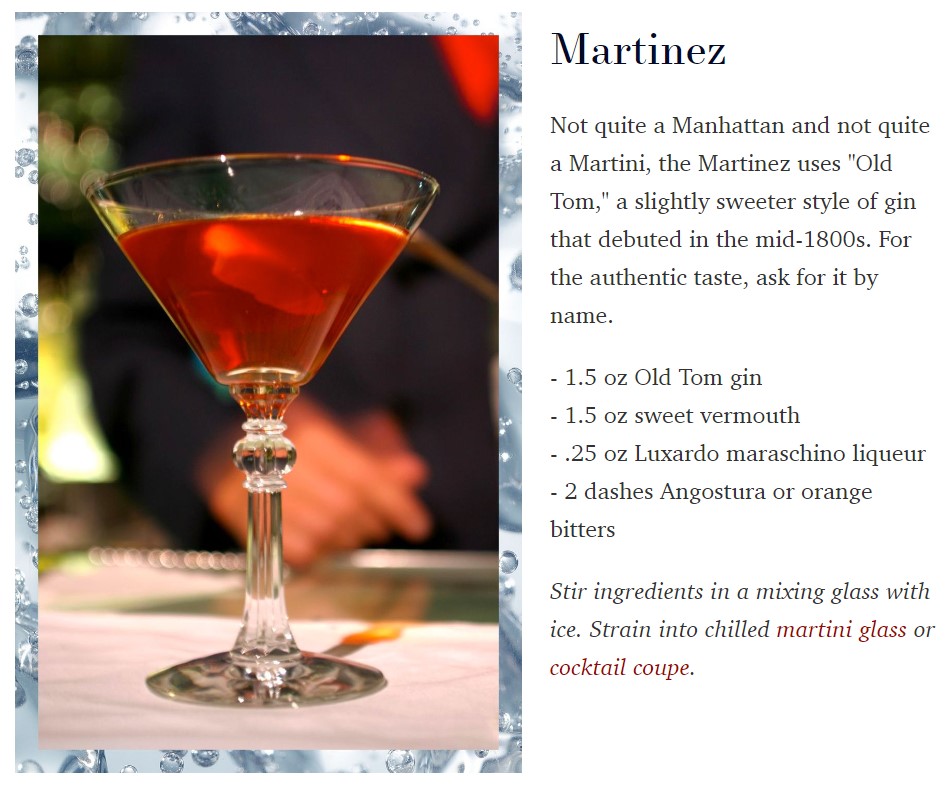 Martinez
Not quite a Manhattan and not quite
a Martini, the Martinez uses "Old
Tom," a slightly sweeter style of gin
that debuted in the mid-1800s. For
the authentic taste, ask for it by
name.
- 1.5 oz Old Tom gin
- 1.5 oz sweet vermouth
- .25 oz Luxardo maraschino liqueur
- 2 dashes Angostura or orange
bitters
Stir ingredients in a mixing glass with
ice. Strain into chilled martini glass or
cocktail coupe.